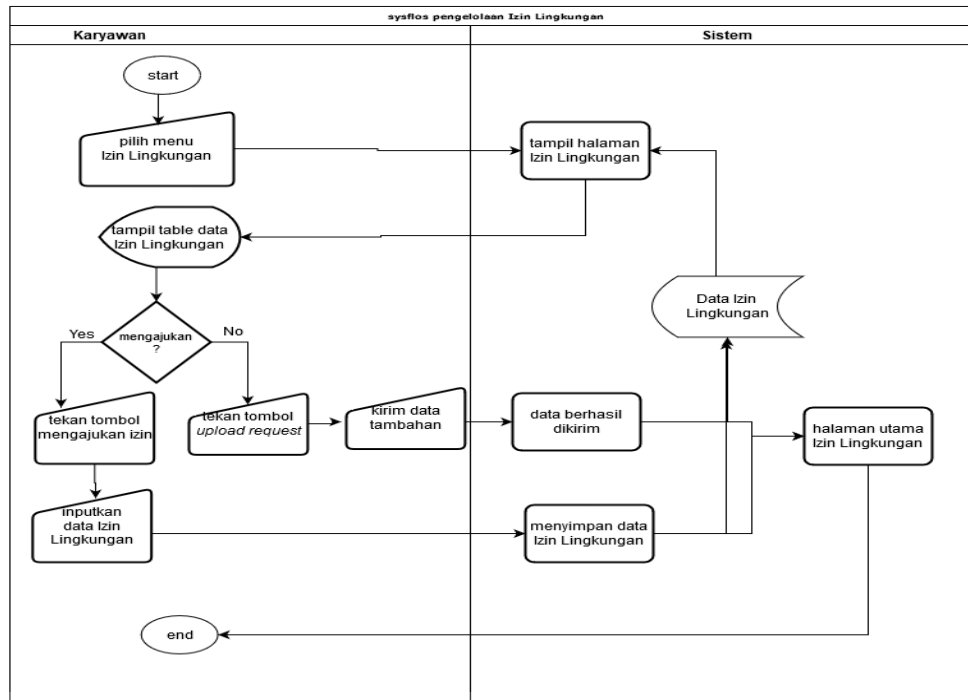 sysflos pengelolaan Izin Lingkungan
Karyawan
Sistem
start
pilih menu
Izin Lingkungan
tampil halaman
Izin Lingkungan
tampil table data
Izin Lingkungan
Data Izin
Lingkungan
Yes
mengajukan
?
No
tekan tombol
mengajukan izin
tekan tombol
upload request
kirim data
tambahan
data berhasil
dikirim
halaman utama
Izin Lingkungan
inputkan
data Izin
Lingkungan
menyimpan data
Izin Lingkungan
end